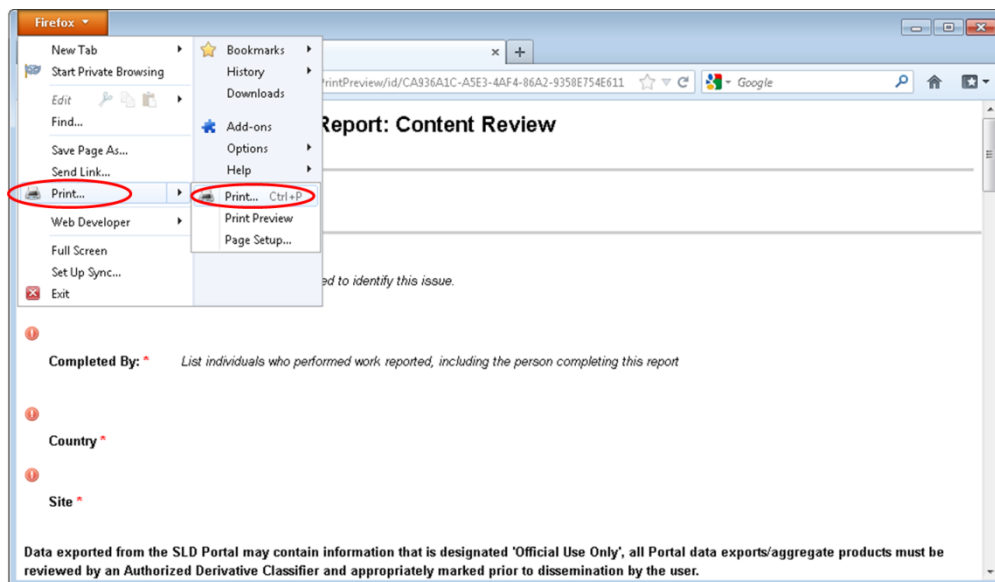 Firefox
New Tab
Start Private Browsing
Edit
Find...
Save Page As...
Send Link...
Print...
Web Developer
Full Screen
Set Up Sync...
Exit
Bookmarks
History
Downloads
Add-ons
Options
Help
Print... Ctrl+P
Print Preview
Page Setup...
PrintPreview/id/CA936A1C-A5E3-4AF4-86A2-9358E754E611
Google
Report: Content Review
to identify this issue.
Completed By: * List individuals who performed work reported, including the person completing this report
Country *
Site *
Data exported from the SLD Portal may contain information that is designated 'Official Use Only', all Portal data exports/aggregate products must be
reviewed by an Authorized Derivative Classifier and appropriately marked prior to dissemination by the user.